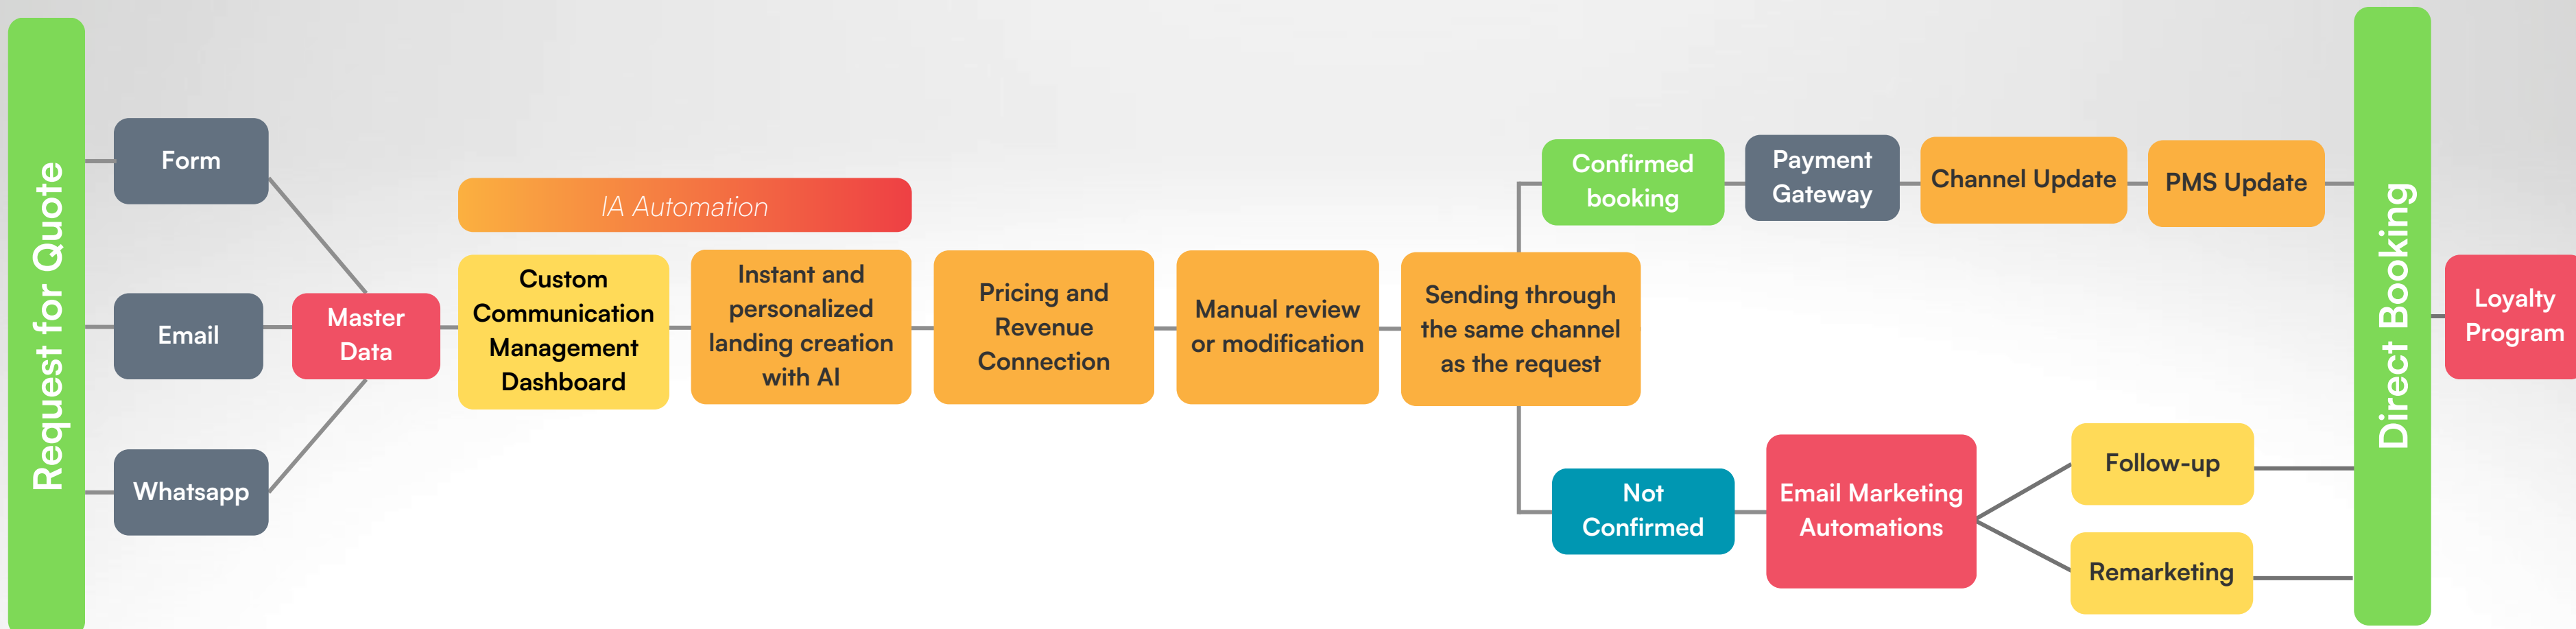 Request for Quote
Form
Email
Whatsapp
Master
Data
IA Automation
Custom
Communication
Management
Dashboard
Instant and
personalized
landing creation
with AI
Pricing and
Revenue
Connection
Manual review
or modification
Sending through
the same channel
as the request
Confirmed
booking
Payment
Gateway
Channel Update
PMS Update
Not
Confirmed
Email Marketing
Automations
Follow-up
Remarketing
Direct Booking
Loyalty
Program